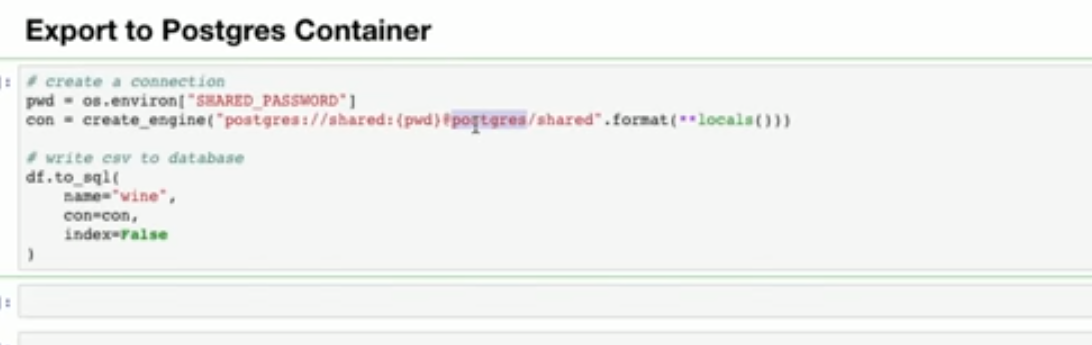 Export to Postgres Container
]: # create a connection
pwd = os.environ["SHARED_PASSWORD"]
con = create_engine("postgres://shared:{pwd}@postgres/shared".format(**locals()))
# write csv to database
df.to_sql(
name="wine",
con=con,
index=False
)
]: